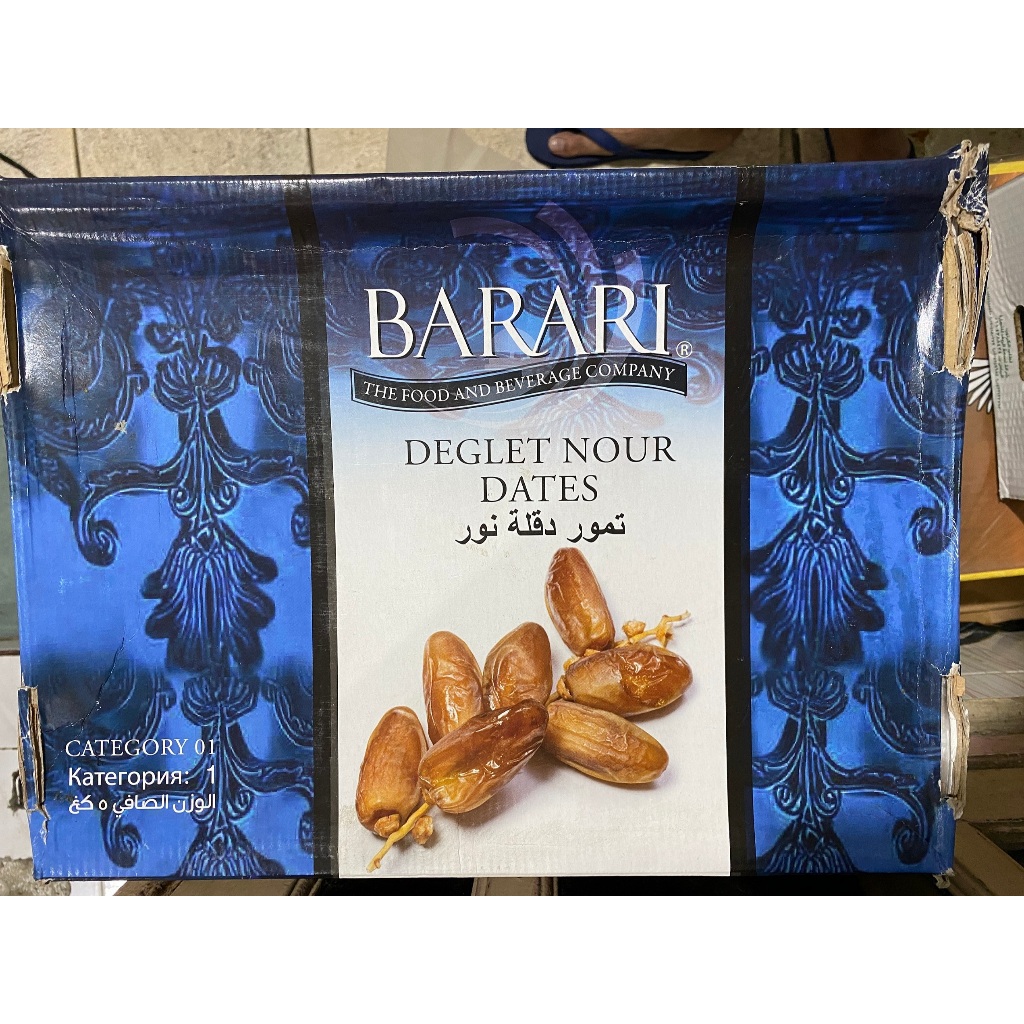 BARARI®
THE FOOD AND BEVERAGE COMPANY
DEGLET NOUR
DATES
تمور دقلة نور
CATEGORY 01
Категория: 1
الوزن الصافي ٥ كغ